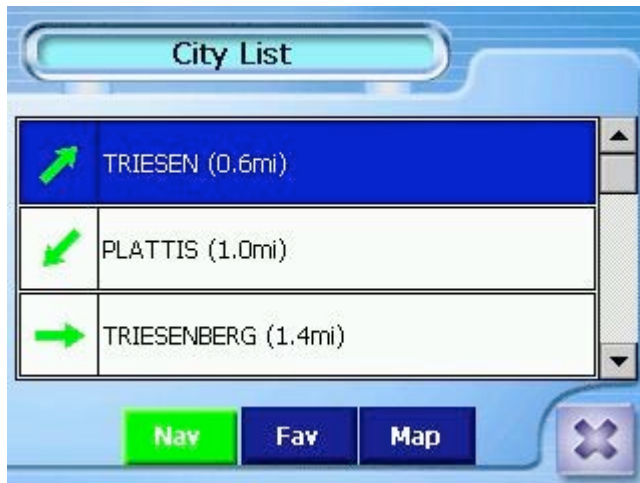 City List
TRIESEN (0.6mi)
PLATTIS (1.0mi)
TRIESENBERG (1.4mi)
Nav Fav Map